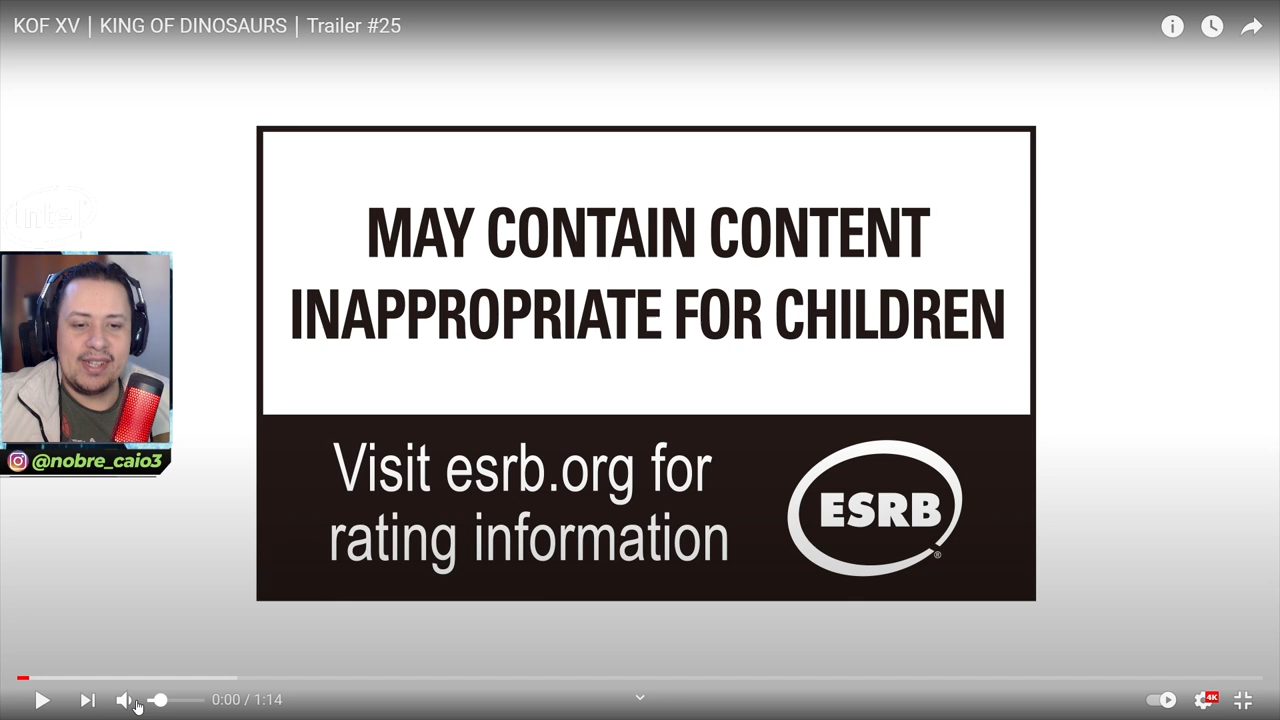 KOF XV | KING OF DINOSAURS | Trailer #25
MAY CONTAIN CONTENT
INAPPROPRIATE FOR CHILDREN
intel
@nobre_caio3
Visit esrb.org for
rating information
ESRB
®
0:00 / 1:14
4K